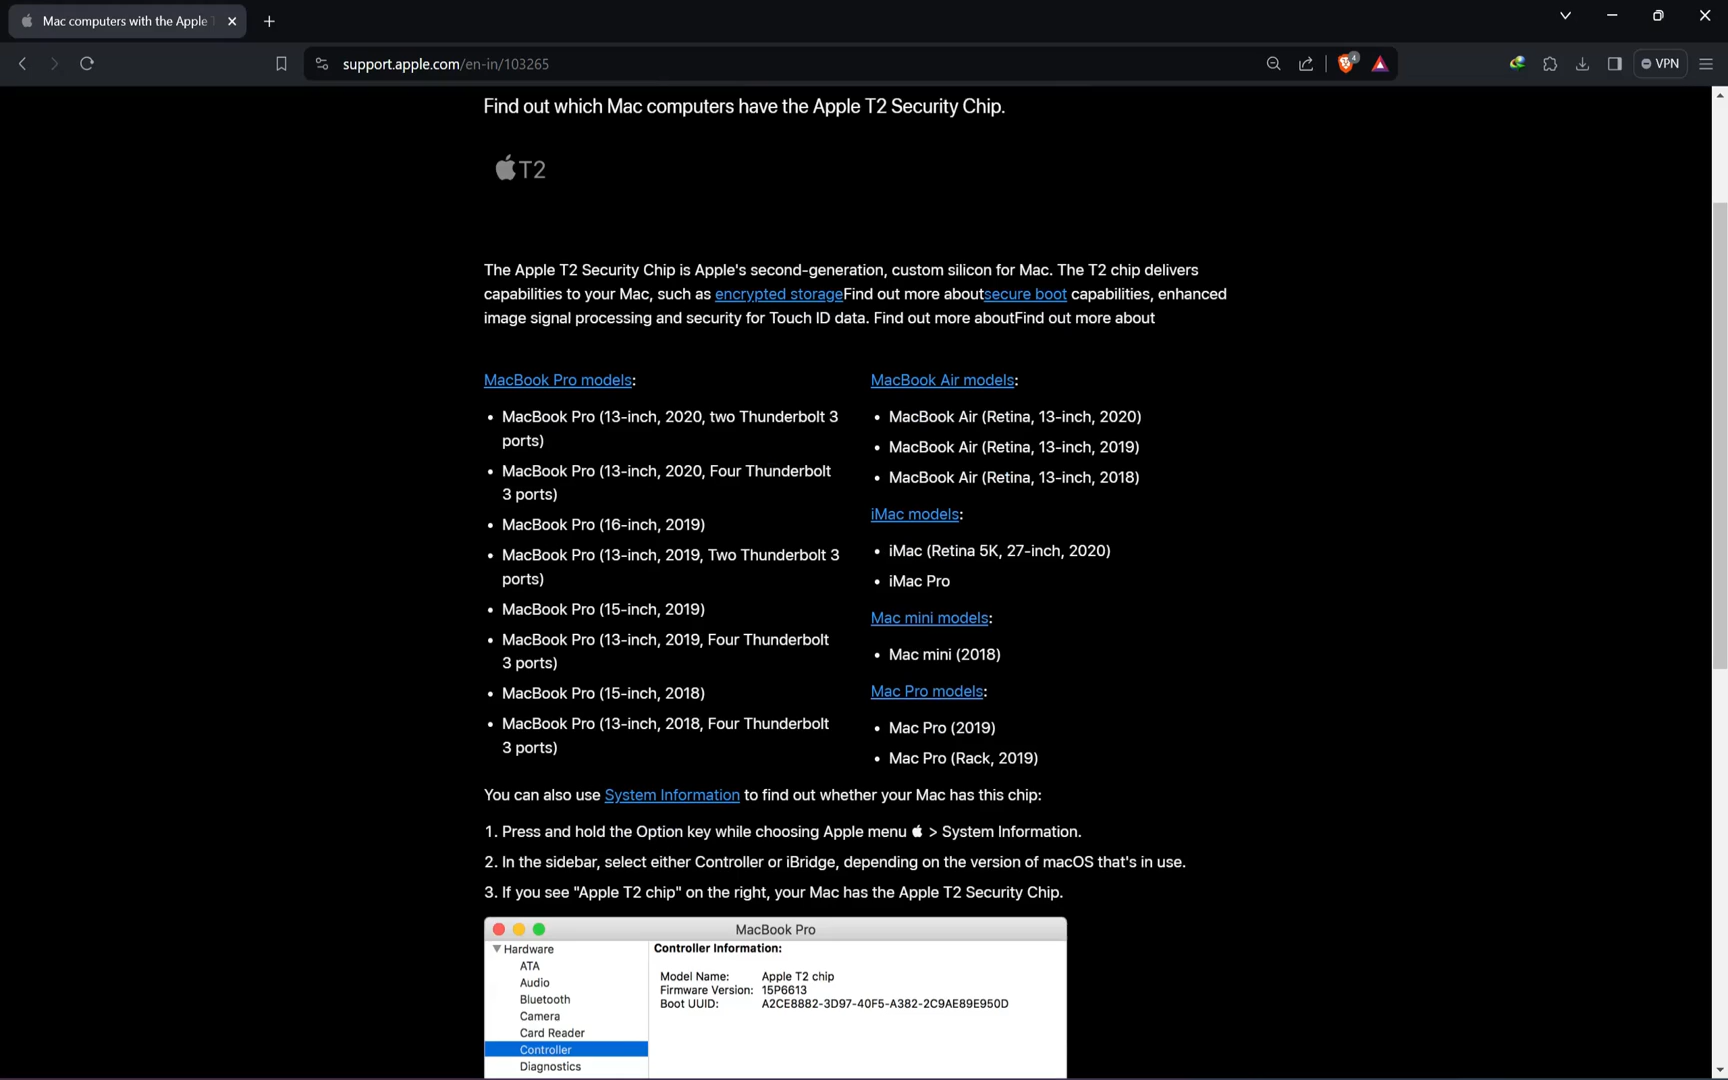 Mac computers with the Apple
support.apple.com/en-in/103265
4
VPN
Find out which Mac computers have the Apple T2 Security Chip.
T2
The Apple T2 Security Chip is Apple's second-generation, custom silicon for Mac. The T2 chip delivers
capabilities to your Mac, such as encrypted storageFind out more aboutsecure boot capabilities, enhanced
image signal processing and security for Touch ID data. Find out more aboutFind out more about
MacBook Pro models:
• MacBook Pro (13-inch, 2020, two Thunderbolt 3
ports)
• MacBook Pro (13-inch, 2020, Four Thunderbolt
3 ports)
• MacBook Pro (16-inch, 2019)
• MacBook Pro (13-inch, 2019, Two Thunderbolt 3
ports)
• MacBook Pro (15-inch, 2019)
• MacBook Pro (13-inch, 2019, Four Thunderbolt
3 ports)
• MacBook Pro (15-inch, 2018)
• MacBook Pro (13-inch, 2018, Four Thunderbolt
3 ports)
MacBook Air models:
• MacBook Air (Retina, 13-inch, 2020)
• MacBook Air (Retina, 13-inch, 2019)
• MacBook Air (Retina, 13-inch, 2018)
iMac models:
• iMac (Retina 5K, 27-inch, 2020)
• iMac Pro
Mac mini models:
• Mac mini (2018)
Mac Pro models:
• Mac Pro (2019)
• Mac Pro (Rack, 2019)
You can also use System Information to find out whether your Mac has this chip:
1. Press and hold the Option key while choosing Apple menu > System Information.
2. In the sidebar, select either Controller or iBridge, depending on the version of macOS that's in use.
3. If you see "Apple T2 chip" on the right, your Mac has the Apple T2 Security Chip.
MacBook Pro
Hardware
ATA
Audio
Bluetooth
Camera
Card Reader
Controller
Diagnostics
Controller Information:
Model Name: Apple T2 chip
Firmware Version: 15P6613
Boot UUID: A2CE8882-3D97-40F5-A382-2C9AE89E950D